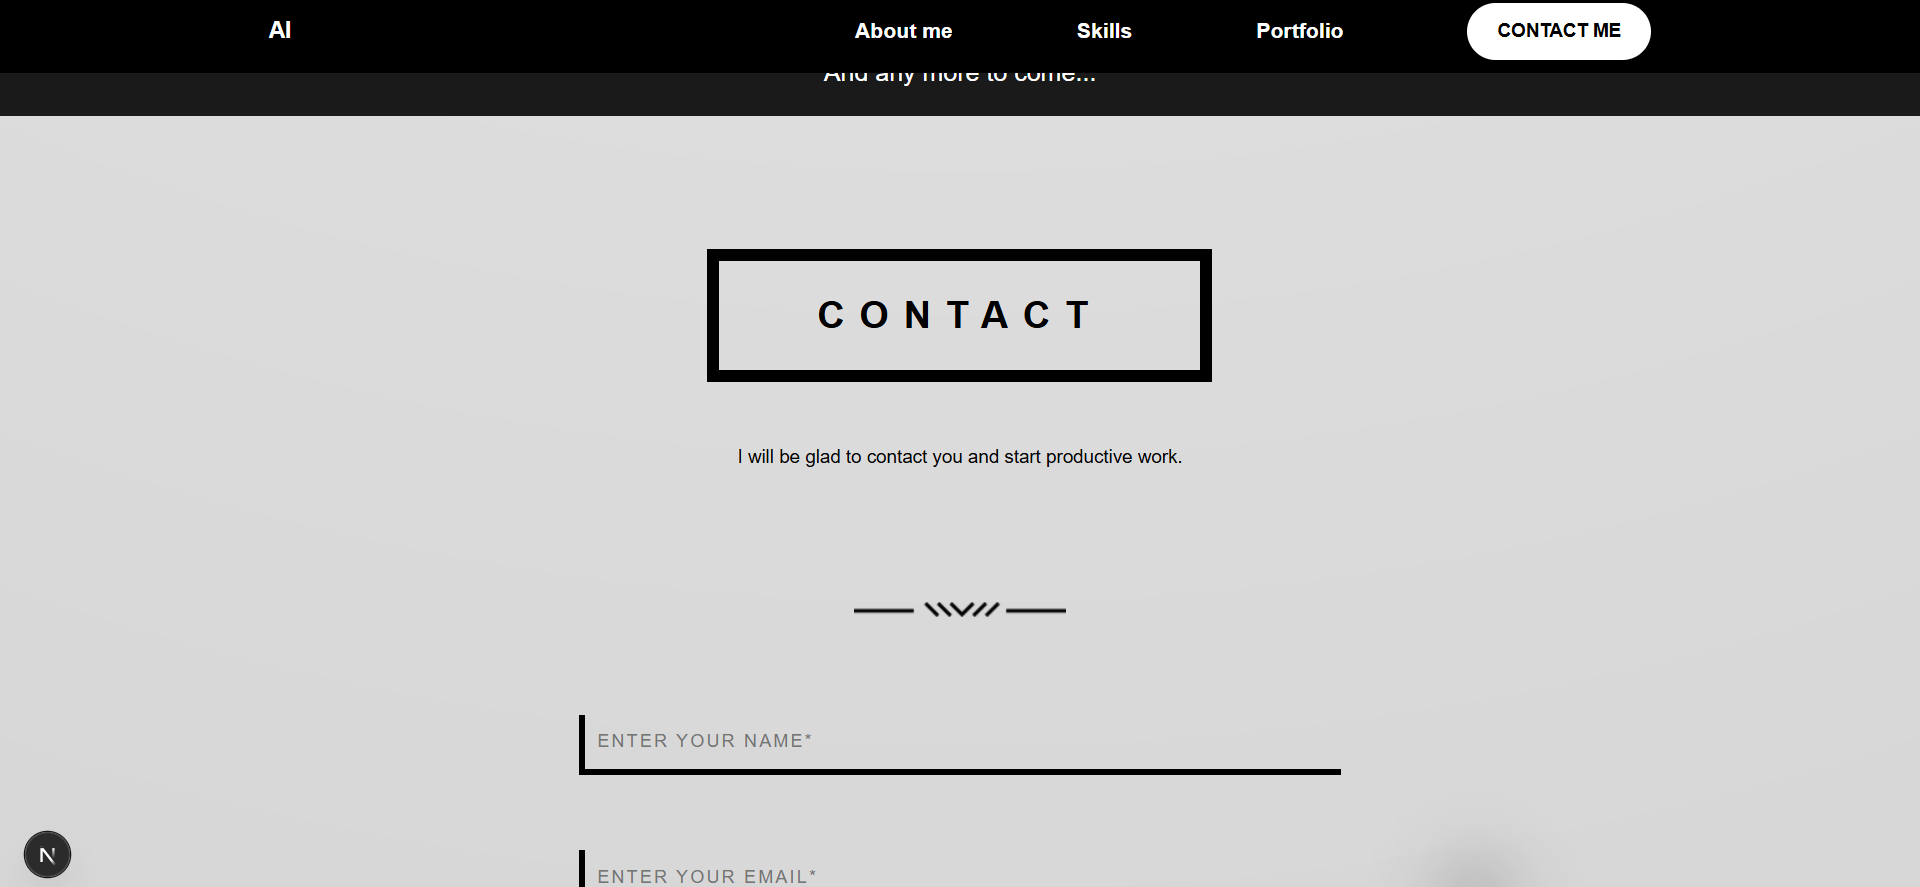 AI
About me
Skills
Portfolio
CONTACT ME
And any more to come...
CONTACT
I will be glad to contact you and start productive work.
ENTER YOUR NAME*
ENTER YOUR EMAIL*
N